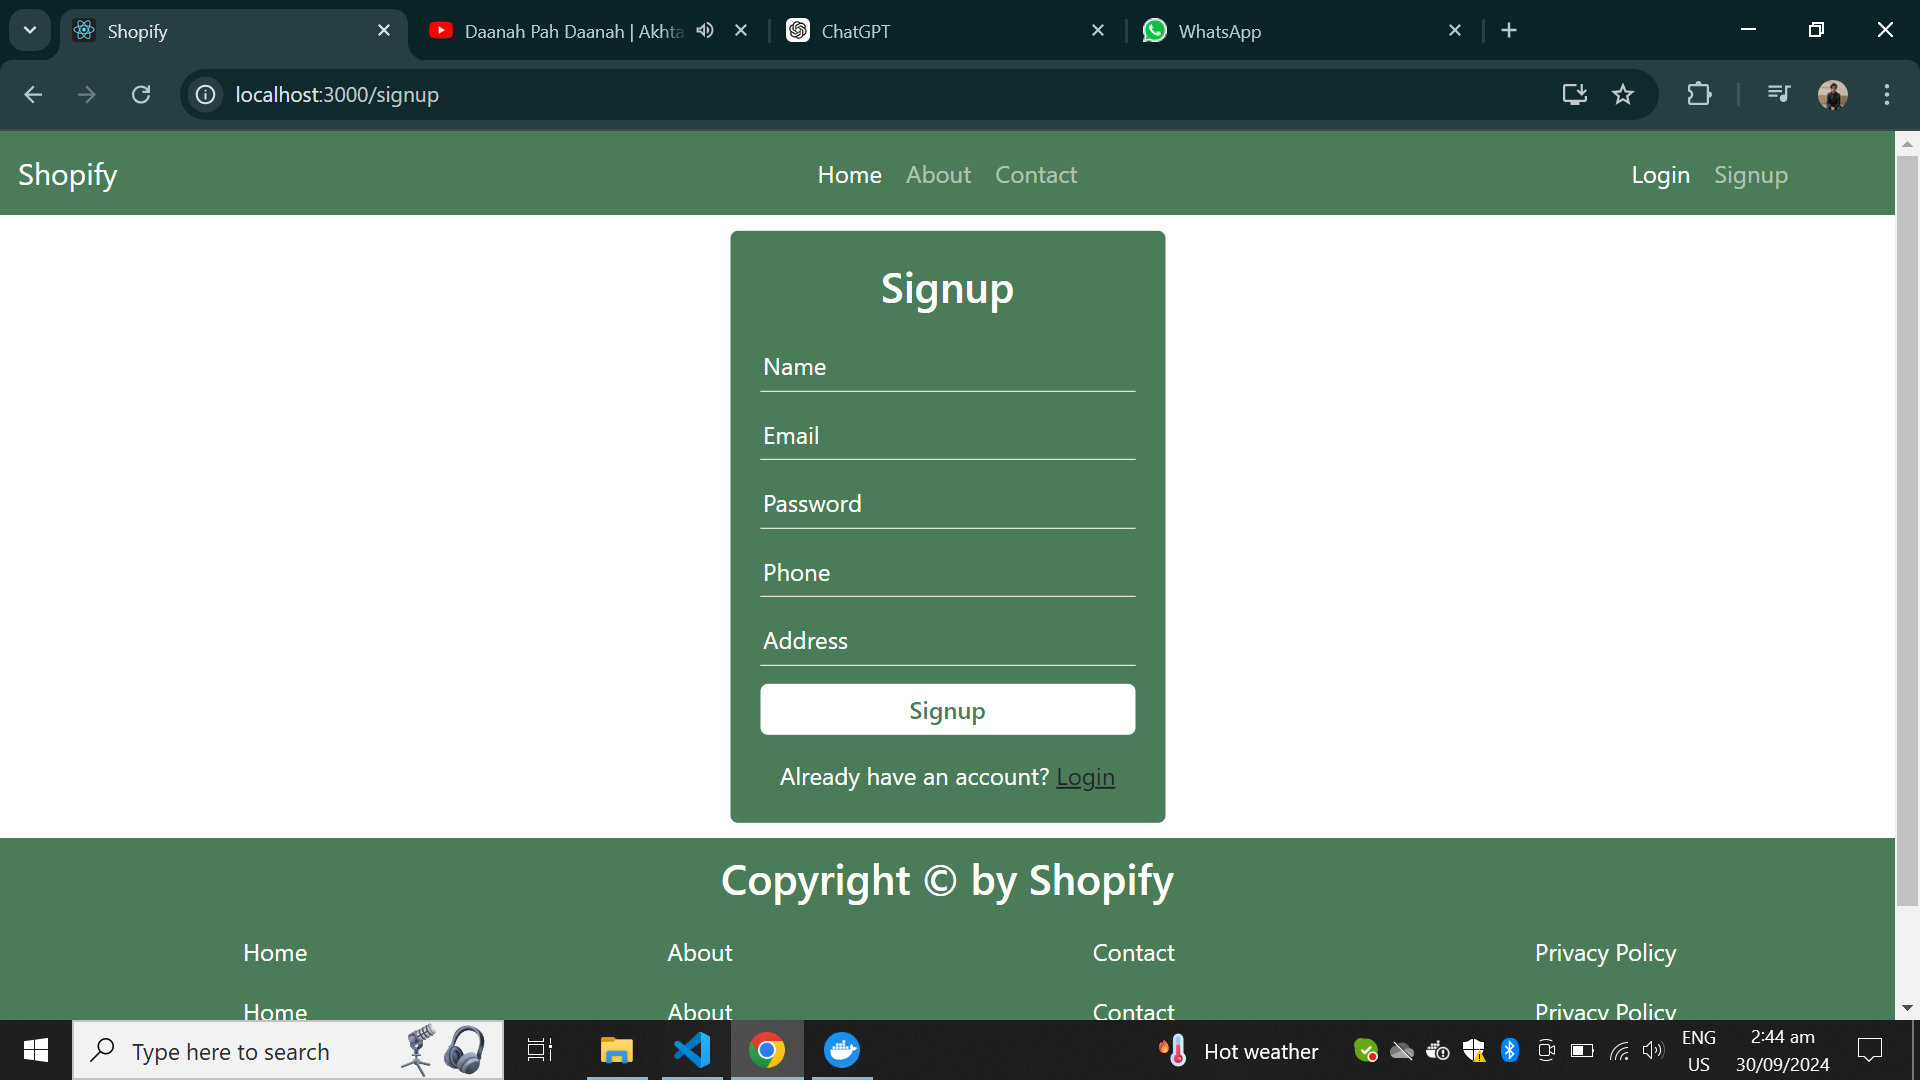 Shopify
Daanah Pah Daanah | Akhta
ChatGPT
WhatsApp
localhost:3000/signup
Shopify
Home About Contact
Login Signup
Signup
Name
Email
Password
Phone
Address
Signup
Already have an account? Login
Copyright © by Shopify
Home About Contact Privacy Policy
Home About Contact Privacy Policy
Type here to search
Hot weather
ENG
US
2:44 am
30/09/2024